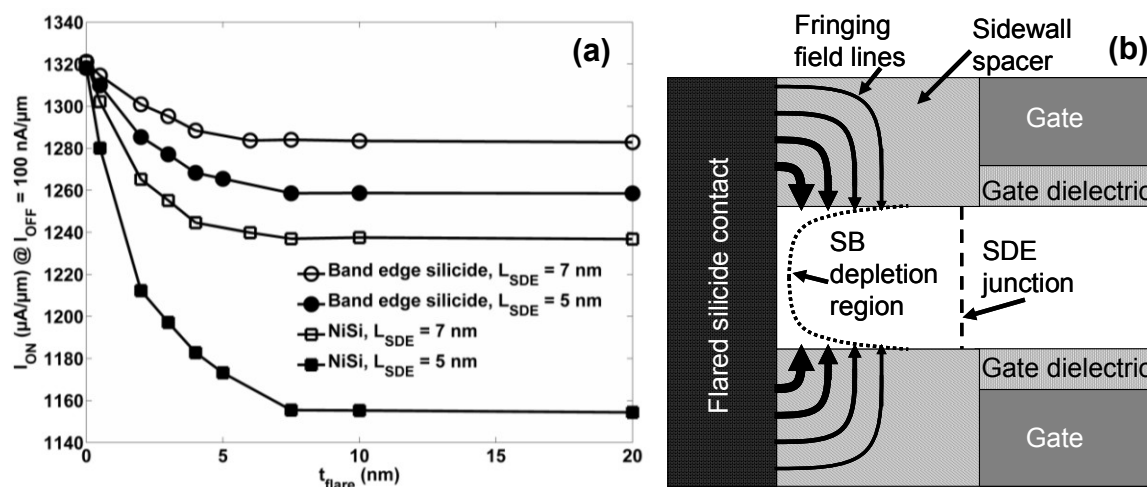 1340
1320
1300
1280
1260
1240
1220
1200
1180
1160
1140
I_ON (µA/µm) @ I_OFF = 100 nA/µm
(a)
Band edge silicide, L_SDE = 7 nm
Band edge silicide, L_SDE = 5 nm
NiSi, L_SDE = 7 nm
NiSi, L_SDE = 5 nm
0 5 10 15 20
t_flare (nm)
Fringing
field lines
Sidewall
spacer
(b)
Flared silicide contact
Gate
Gate dielectric
SB
depletion
region
SDE
junction
Gate dielectric
Gate